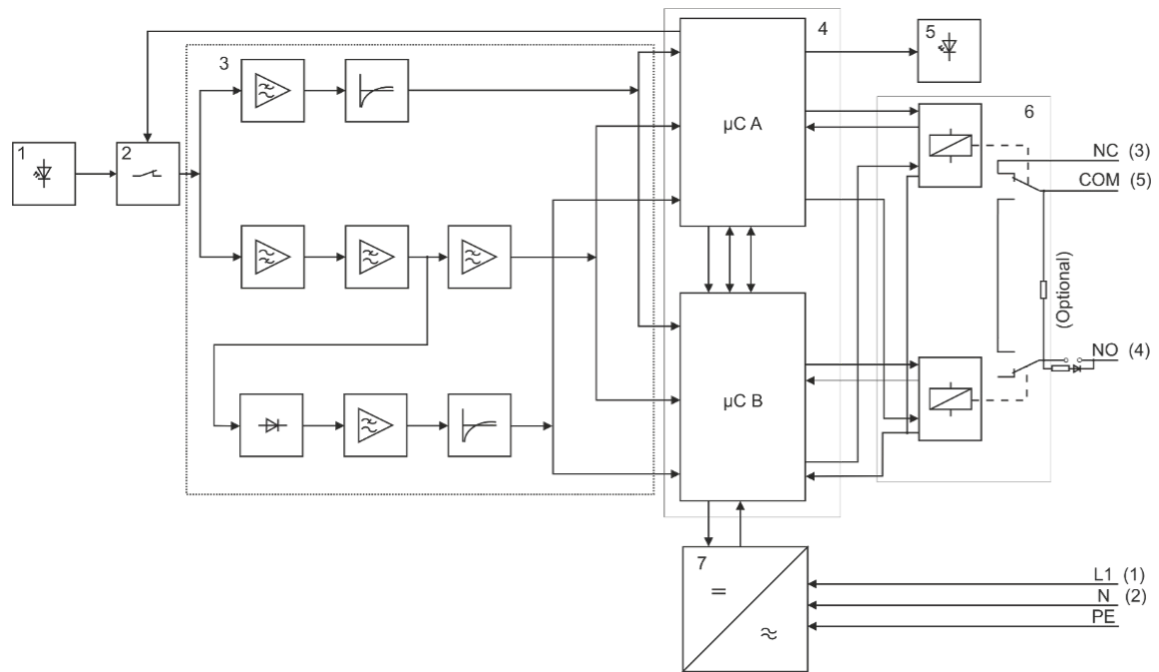 1
2
3
4
5
6
7
µC A
µC B
NC (3)
COM (5)
(Optional)
NO (4)
L1 (1)
N (2)
PE
=
≈